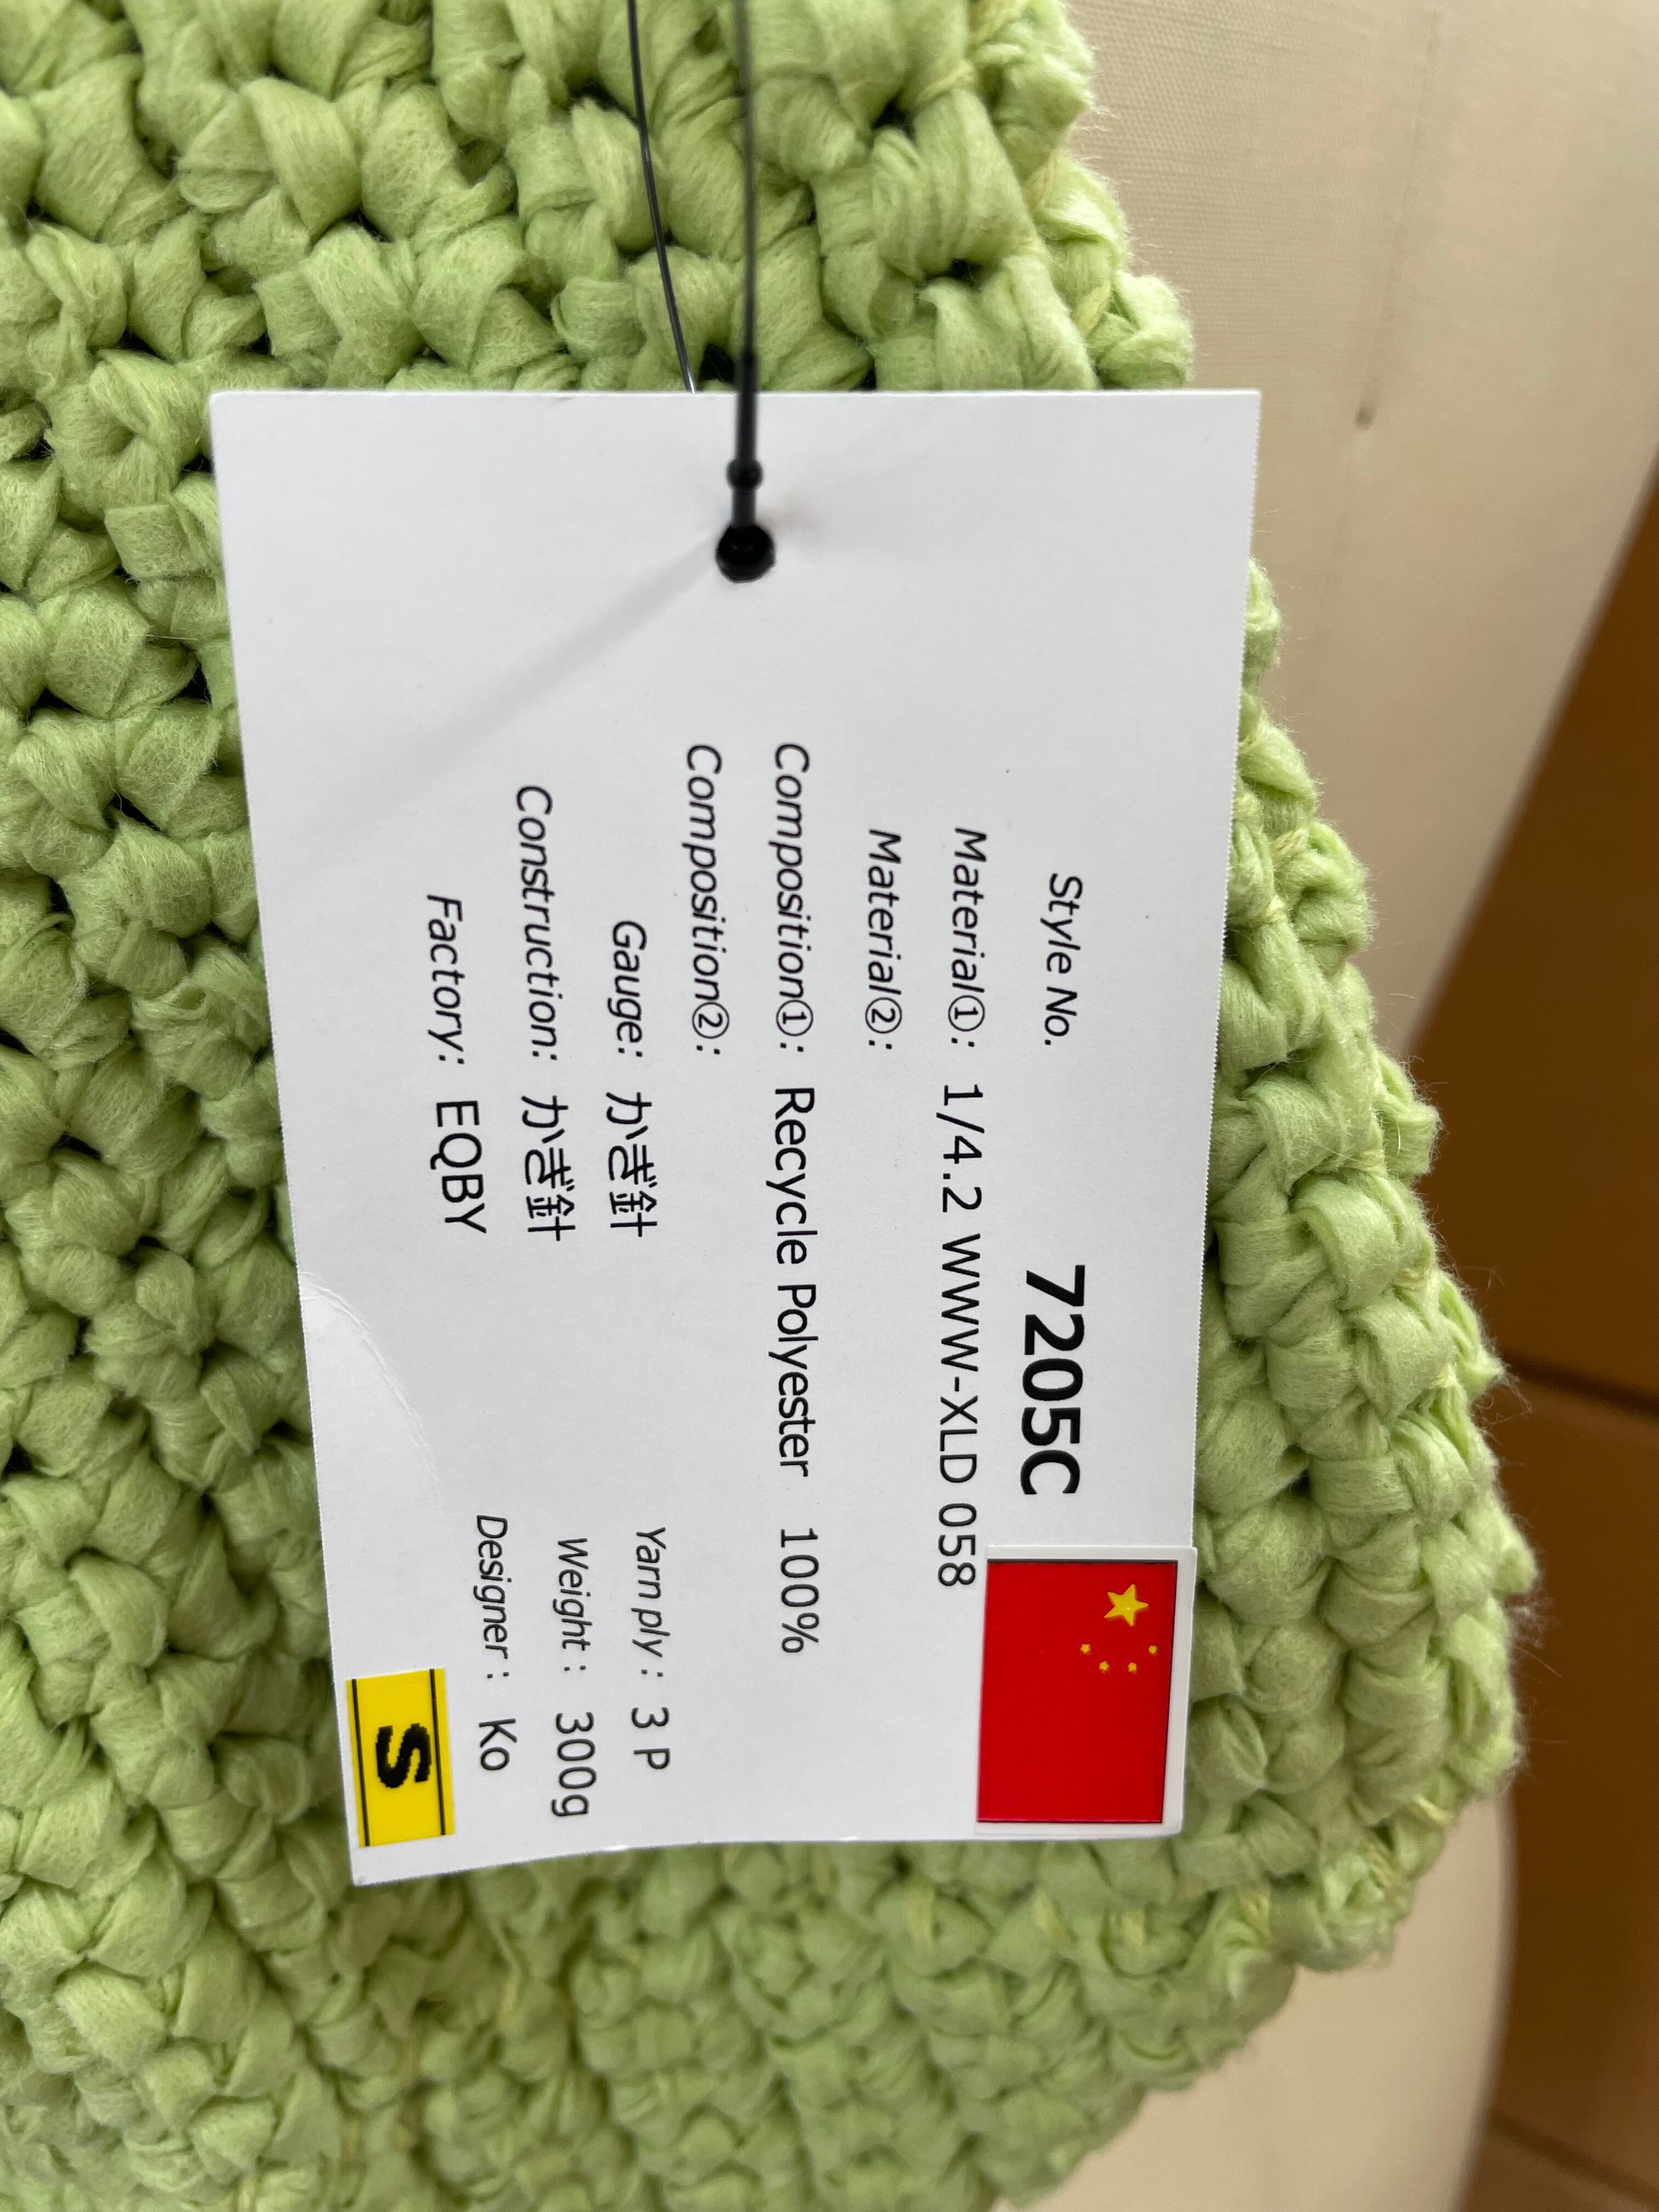 Style No. 7205C
Material①: 1/4.2 WWW-XLD 058
Material②:
Composition①: Recycle Polyester 100%
Composition②:
Gauge: かぎ針 Yarn ply : 3 P
Construction: かぎ針 Weight : 300g
Factory: EQBY Designer : Ko
S